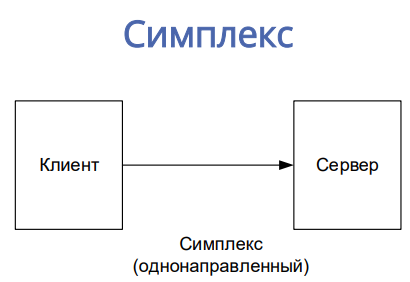 Симплекс
Клиент
Сервер
Симплекс
(однонаправленный)